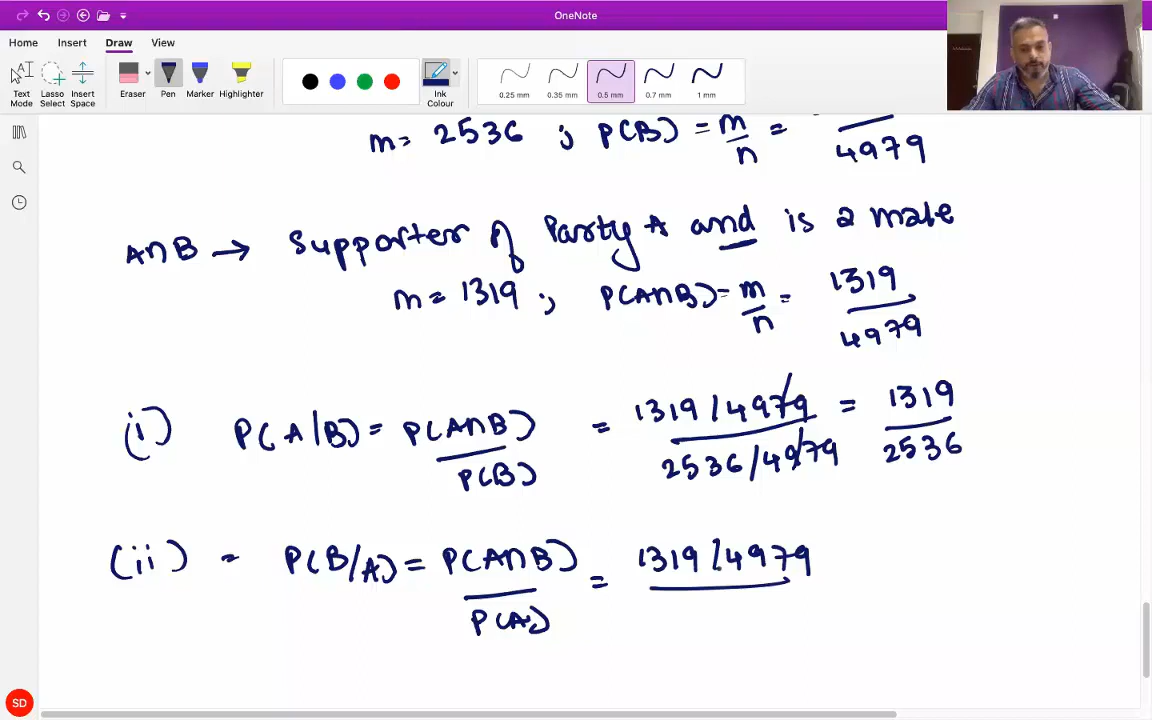 OneNote
Home Insert Draw View
Text Mode Lasso Select Insert Space Eraser Pen Marker Highlighter Ink Colour 0.25 mm 0.35 mm 0.5 mm 0.7 mm 1 mm
m= 2536 ; P(B) = m/n = /4979
A∩B → Supporter of Party A and is a male
m = 1319 ; P(A∩B) = m/n = 1319/4979
(i) P(A/B) = P(A∩B)/P(B) = 1319/4979 / 2536/4979 = 1319/2536
(ii) = P(B/A) = P(A∩B)/P(A) = 1319/4979
SD